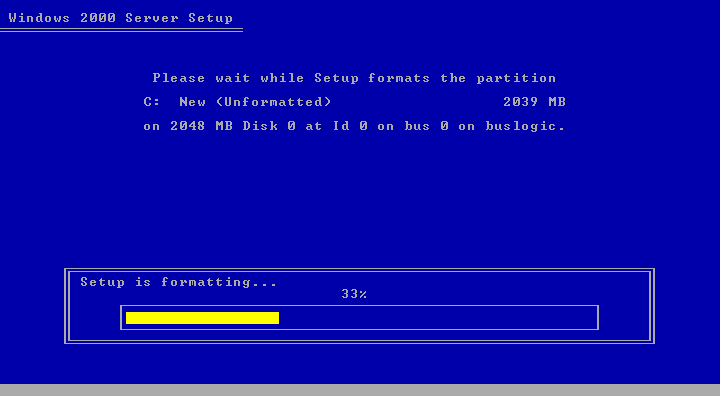 Windows 2000 Server Setup
Please wait while Setup formats the partition
C:  New (Unformatted)                   2039 MB
on 2048 MB Disk 0 at Id 0 on bus 0 on buslogic.
Setup is formatting...
33%